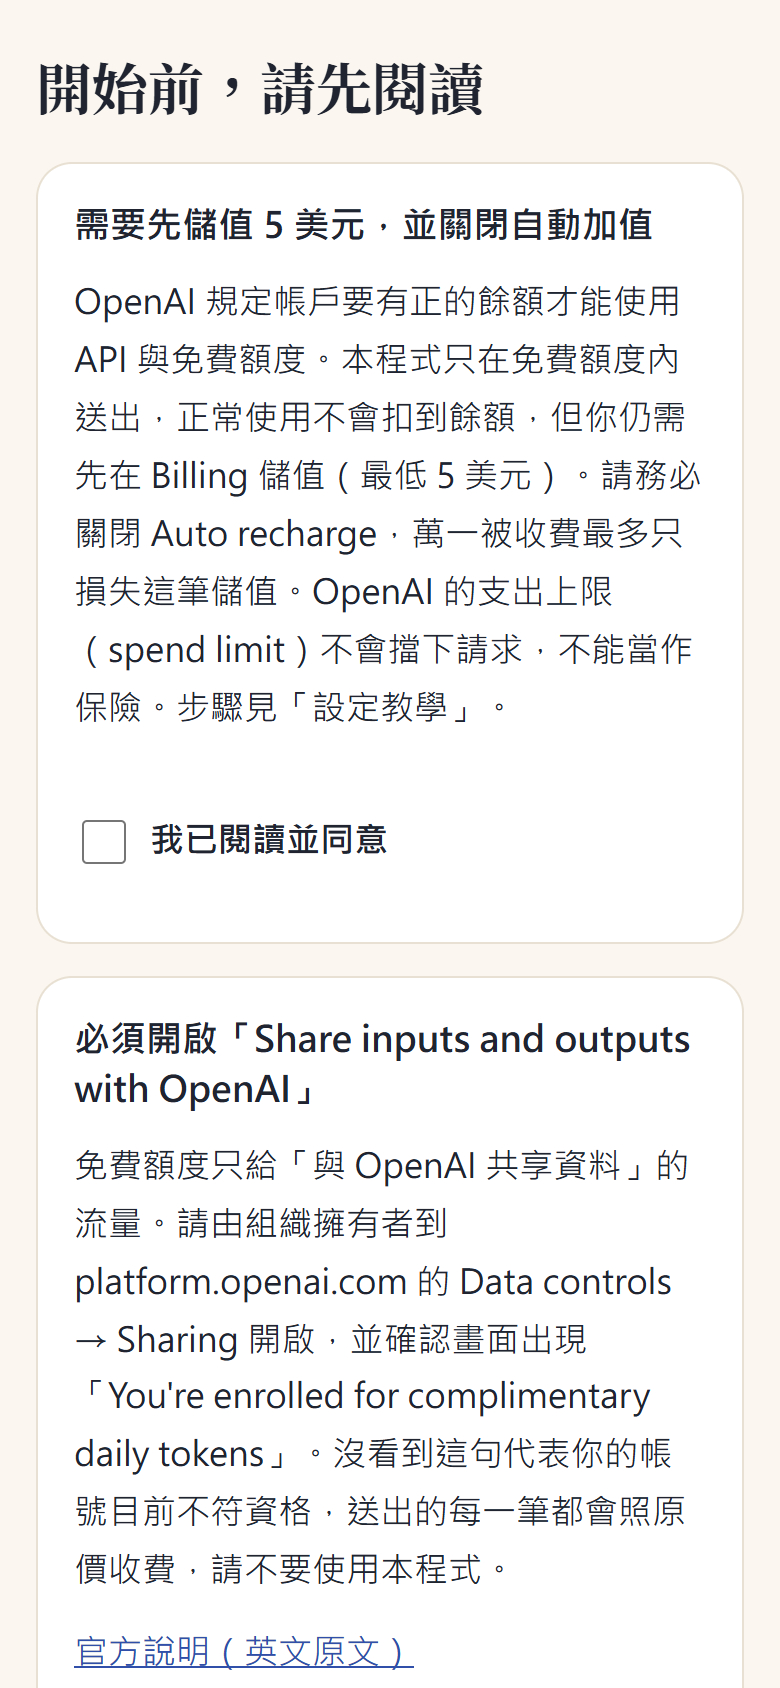 開始前，請先閱讀
需要先儲值 5 美元，並關閉自動加值
OpenAI 規定帳戶要有正的餘額才能使用
API 與免費額度。本程式只在免費額度內
送出，正常使用不會扣到餘額，但你仍需
先在 Billing 儲值（最低 5 美元）。請務必
關閉 Auto recharge，萬一被收費最多只
損失這筆儲值。OpenAI 的支出上限
（spend limit）不會擋下請求，不能當作
保險。步驟見「設定教學」。
我已閱讀並同意
必須開啟「Share inputs and outputs
with OpenAI」
免費額度只給「與 OpenAI 共享資料」的
流量。請由組織擁有者到
platform.openai.com 的 Data controls
→ Sharing 開啟，並確認畫面出現
「You're enrolled for complimentary
daily tokens」。沒看到這句代表你的帳
號目前不符資格，送出的每一筆都會照原
價收費，請不要使用本程式。
官方說明（英文原文）